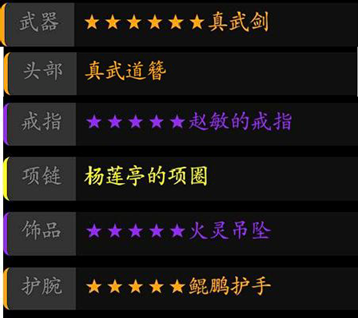 武器 ★★★★★★真武剑
头部 真武道簪
戒指 ★★★★★赵敏的戒指
项链 杨莲亭的项圈
饰品 ★★★★★火灵吊坠
护腕 ★★★★★鲲鹏护手